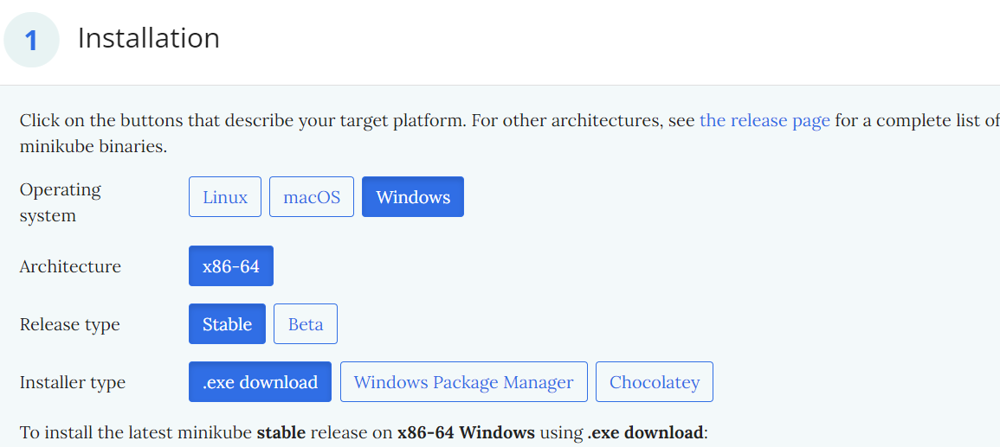 1 Installation
Click on the buttons that describe your target platform. For other architectures, see the release page for a complete list of
minikube binaries.
Operating system Linux macOS Windows
Architecture x86-64
Release type Stable Beta
Installer type .exe download Windows Package Manager Chocolatey
To install the latest minikube stable release on x86-64 Windows using .exe download: